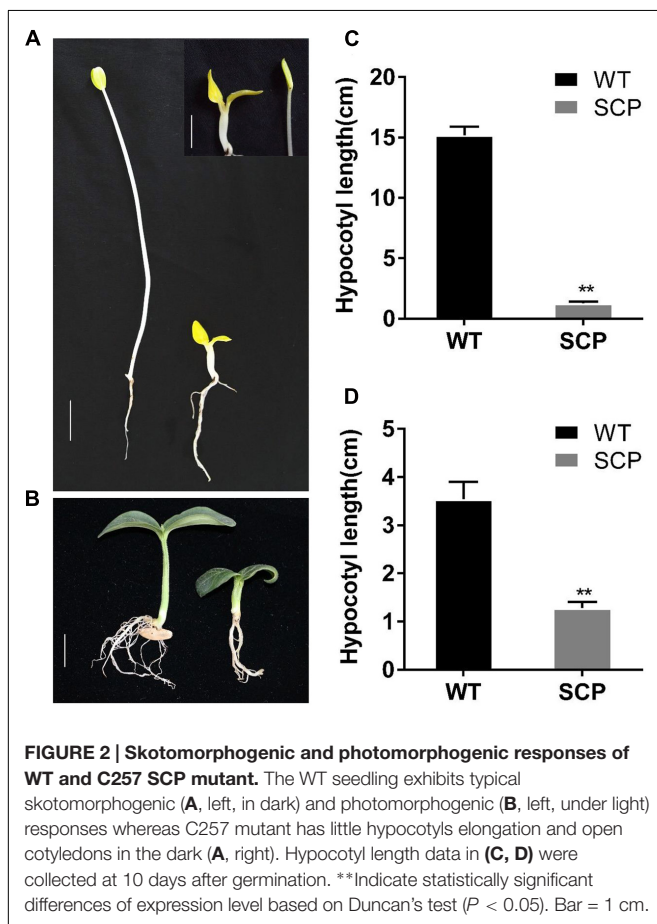 A
B
C
20
15
10
5
0
Hypocotyl length(cm)
WT
SCP
**
WT
SCP
D
5
4
3
2
1
0
Hypocotyl length(cm)
WT
SCP
**
WT
SCP
FIGURE 2 | Skotomorphogenic and photomorphogenic responses of
WT and C257 SCP mutant. The WT seedling exhibits typical
skotomorphogenic (A, left, in dark) and photomorphogenic (B, left, under light)
responses whereas C257 mutant has little hypocotyls elongation and open
cotyledons in the dark (A, right). Hypocotyl length data in (C, D) were
collected at 10 days after germination. **Indicate statistically significant
differences of expression level based on Duncan's test (P < 0.05). Bar = 1 cm.